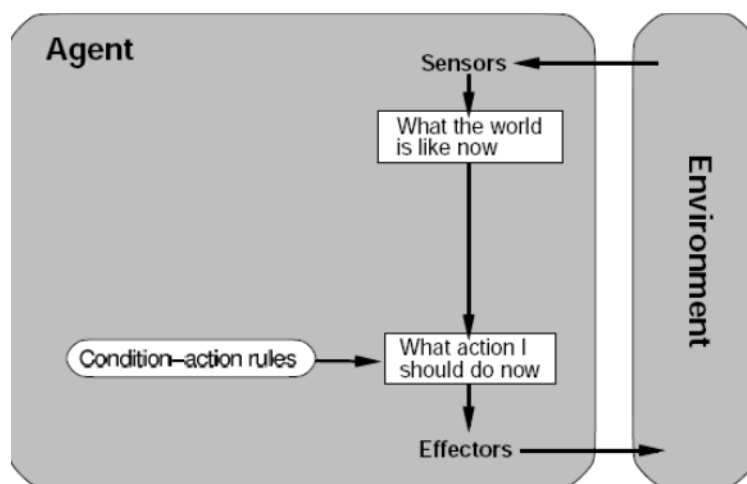 Agent
Sensors
What the world
is like now
Environment
Condition–action rules
What action I
should do now
Effectors